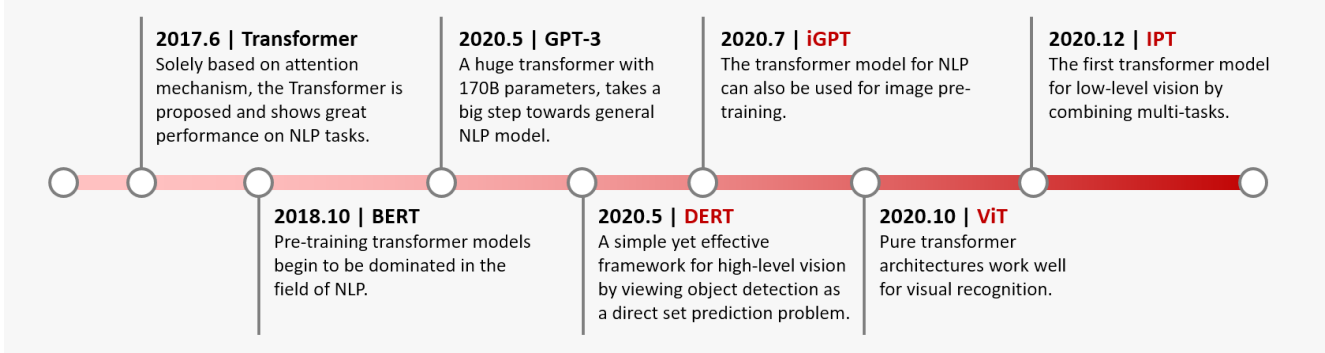 2017.6 | Transformer
Solely based on attention
mechanism, the Transformer is
proposed and shows great
performance on NLP tasks.
2018.10 | BERT
Pre-training transformer models
begin to be dominated in the
field of NLP.
2020.5 | GPT-3
A huge transformer with
170B parameters, takes a
big step towards general
NLP model.
2020.5 | DERT
A simple yet effective
framework for high-level vision
by viewing object detection as
a direct set prediction problem.
2020.7 | iGPT
The transformer model for NLP
can also be used for image pre-
training.
2020.10 | ViT
Pure transformer
architectures work well
for visual recognition.
2020.12 | IPT
The first transformer model
for low-level vision by
combining multi-tasks.